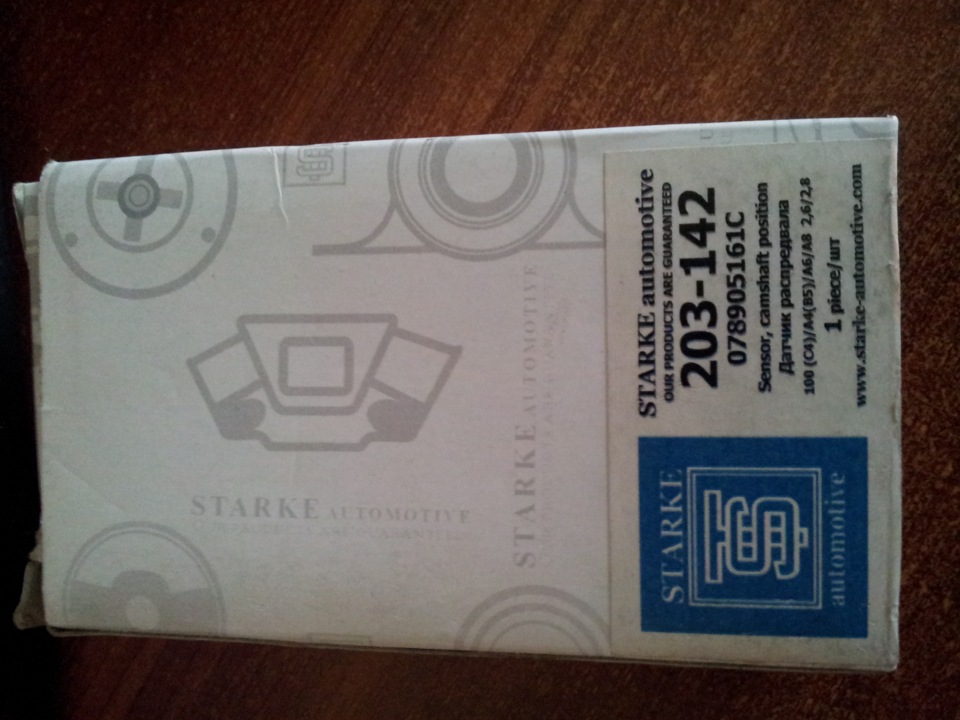 STARKE automotive
OUR PRODUCTS ARE GUARANTEED
203-142
078905161C
Sensor, camshaft position
Датчик распредвала
100 (C4)/A4(B5)/A6/A8 2,6/2,8
1 piece/шт
www.starke-automotive.com
STARKE
automotive
STARKE AUTOMOTIVE
STARKE AUTOMOTIVE